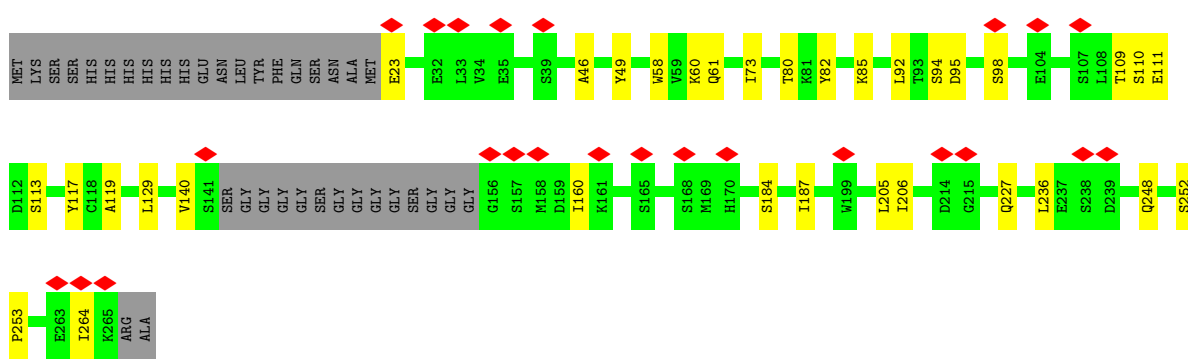 MET LYS SER SER HIS HIS HIS HIS HIS HIS GLU ASN LEU TYR PHE GLN SER ASN ALA MET E23 E32 L33 V34 E35 S39 A46 Y49 W58 V59 K60 Q61 I73 T80 K81 Y82 K85 L92 T93 S94 D95 S98 E104 S107 L108 T109 S110 E111
D112 S113 Y117 C118 A119 L129 V140 S141 SER GLY GLY GLY GLY SER GLY GLY GLY GLY SER GLY GLY GLY G156 S157 M158 D159 I160 K161 S165 S168 M169 H170 S184 I187 W199 L205 I206 D214 G215 Q227 L236 E237 S238 D239 Q248 S252
P253 E263 I264 K265 ARG ALA